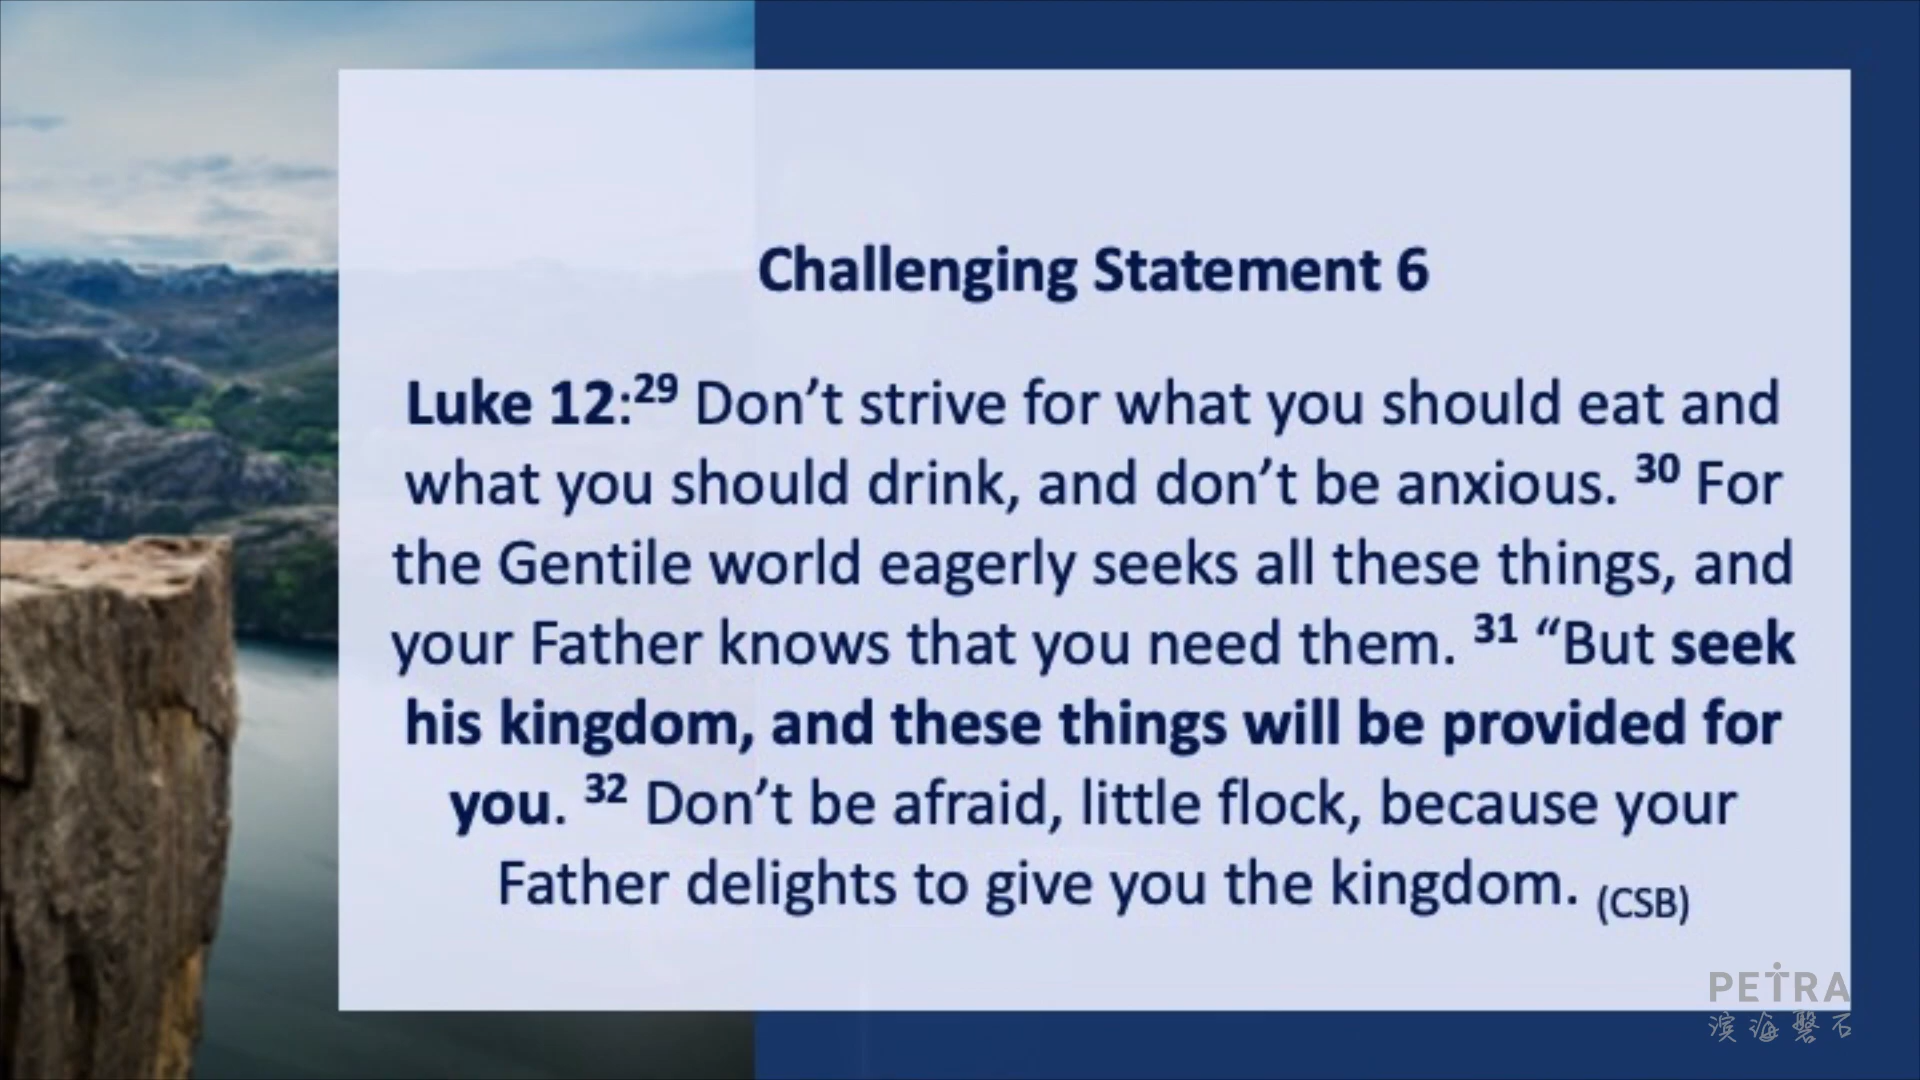 Challenging Statement 6
Luke 12:29 Don’t strive for what you should eat and
what you should drink, and don’t be anxious. 30 For
the Gentile world eagerly seeks all these things, and
your Father knows that you need them. 31 “But seek
his kingdom, and these things will be provided for
you. 32 Don’t be afraid, little flock, because your
Father delights to give you the kingdom. (CSB)
PETRA
滨海磐石